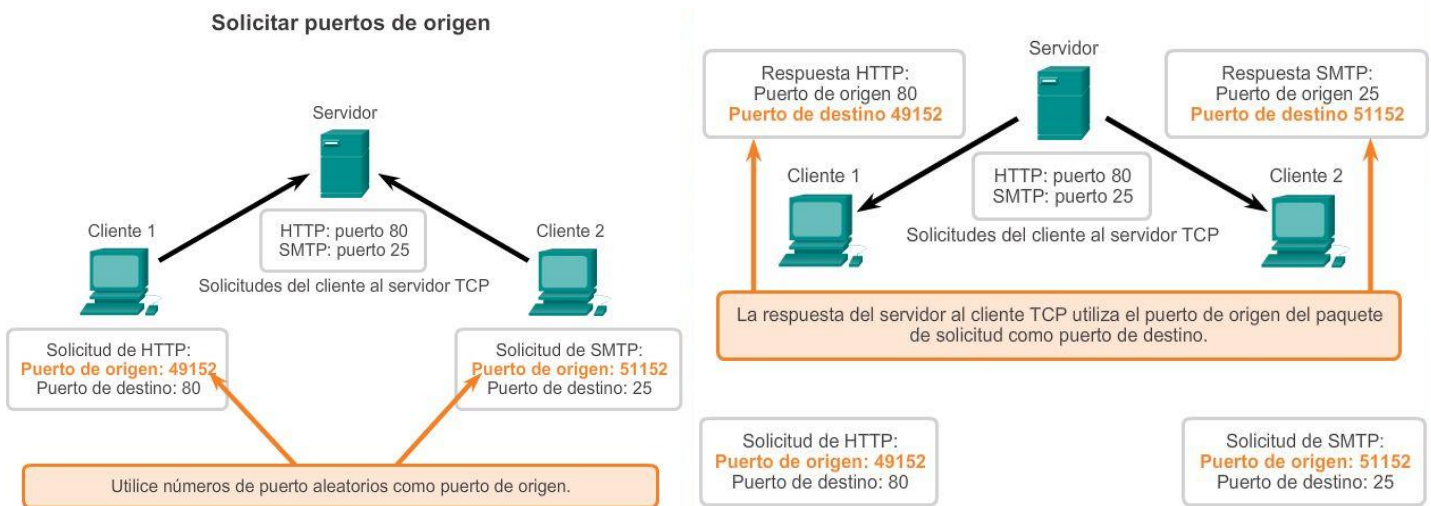 Solicitar puertos de origen
Servidor
Cliente 1
HTTP: puerto 80
SMTP: puerto 25
Cliente 2
Solicitudes del cliente al servidor TCP
Solicitud de HTTP:
Puerto de origen: 49152
Puerto de destino: 80
Solicitud de SMTP:
Puerto de origen: 51152
Puerto de destino: 25
Utilice números de puerto aleatorios como puerto de origen.
Servidor
Respuesta HTTP:
Puerto de origen 80
Puerto de destino 49152
Respuesta SMTP:
Puerto de origen 25
Puerto de destino 51152
Cliente 1
HTTP: puerto 80
SMTP: puerto 25
Cliente 2
Solicitudes del cliente al servidor TCP
La respuesta del servidor al cliente TCP utiliza el puerto de origen del paquete
de solicitud como puerto de destino.
Solicitud de HTTP:
Puerto de origen: 49152
Puerto de destino: 80
Solicitud de SMTP:
Puerto de origen: 51152
Puerto de destino: 25